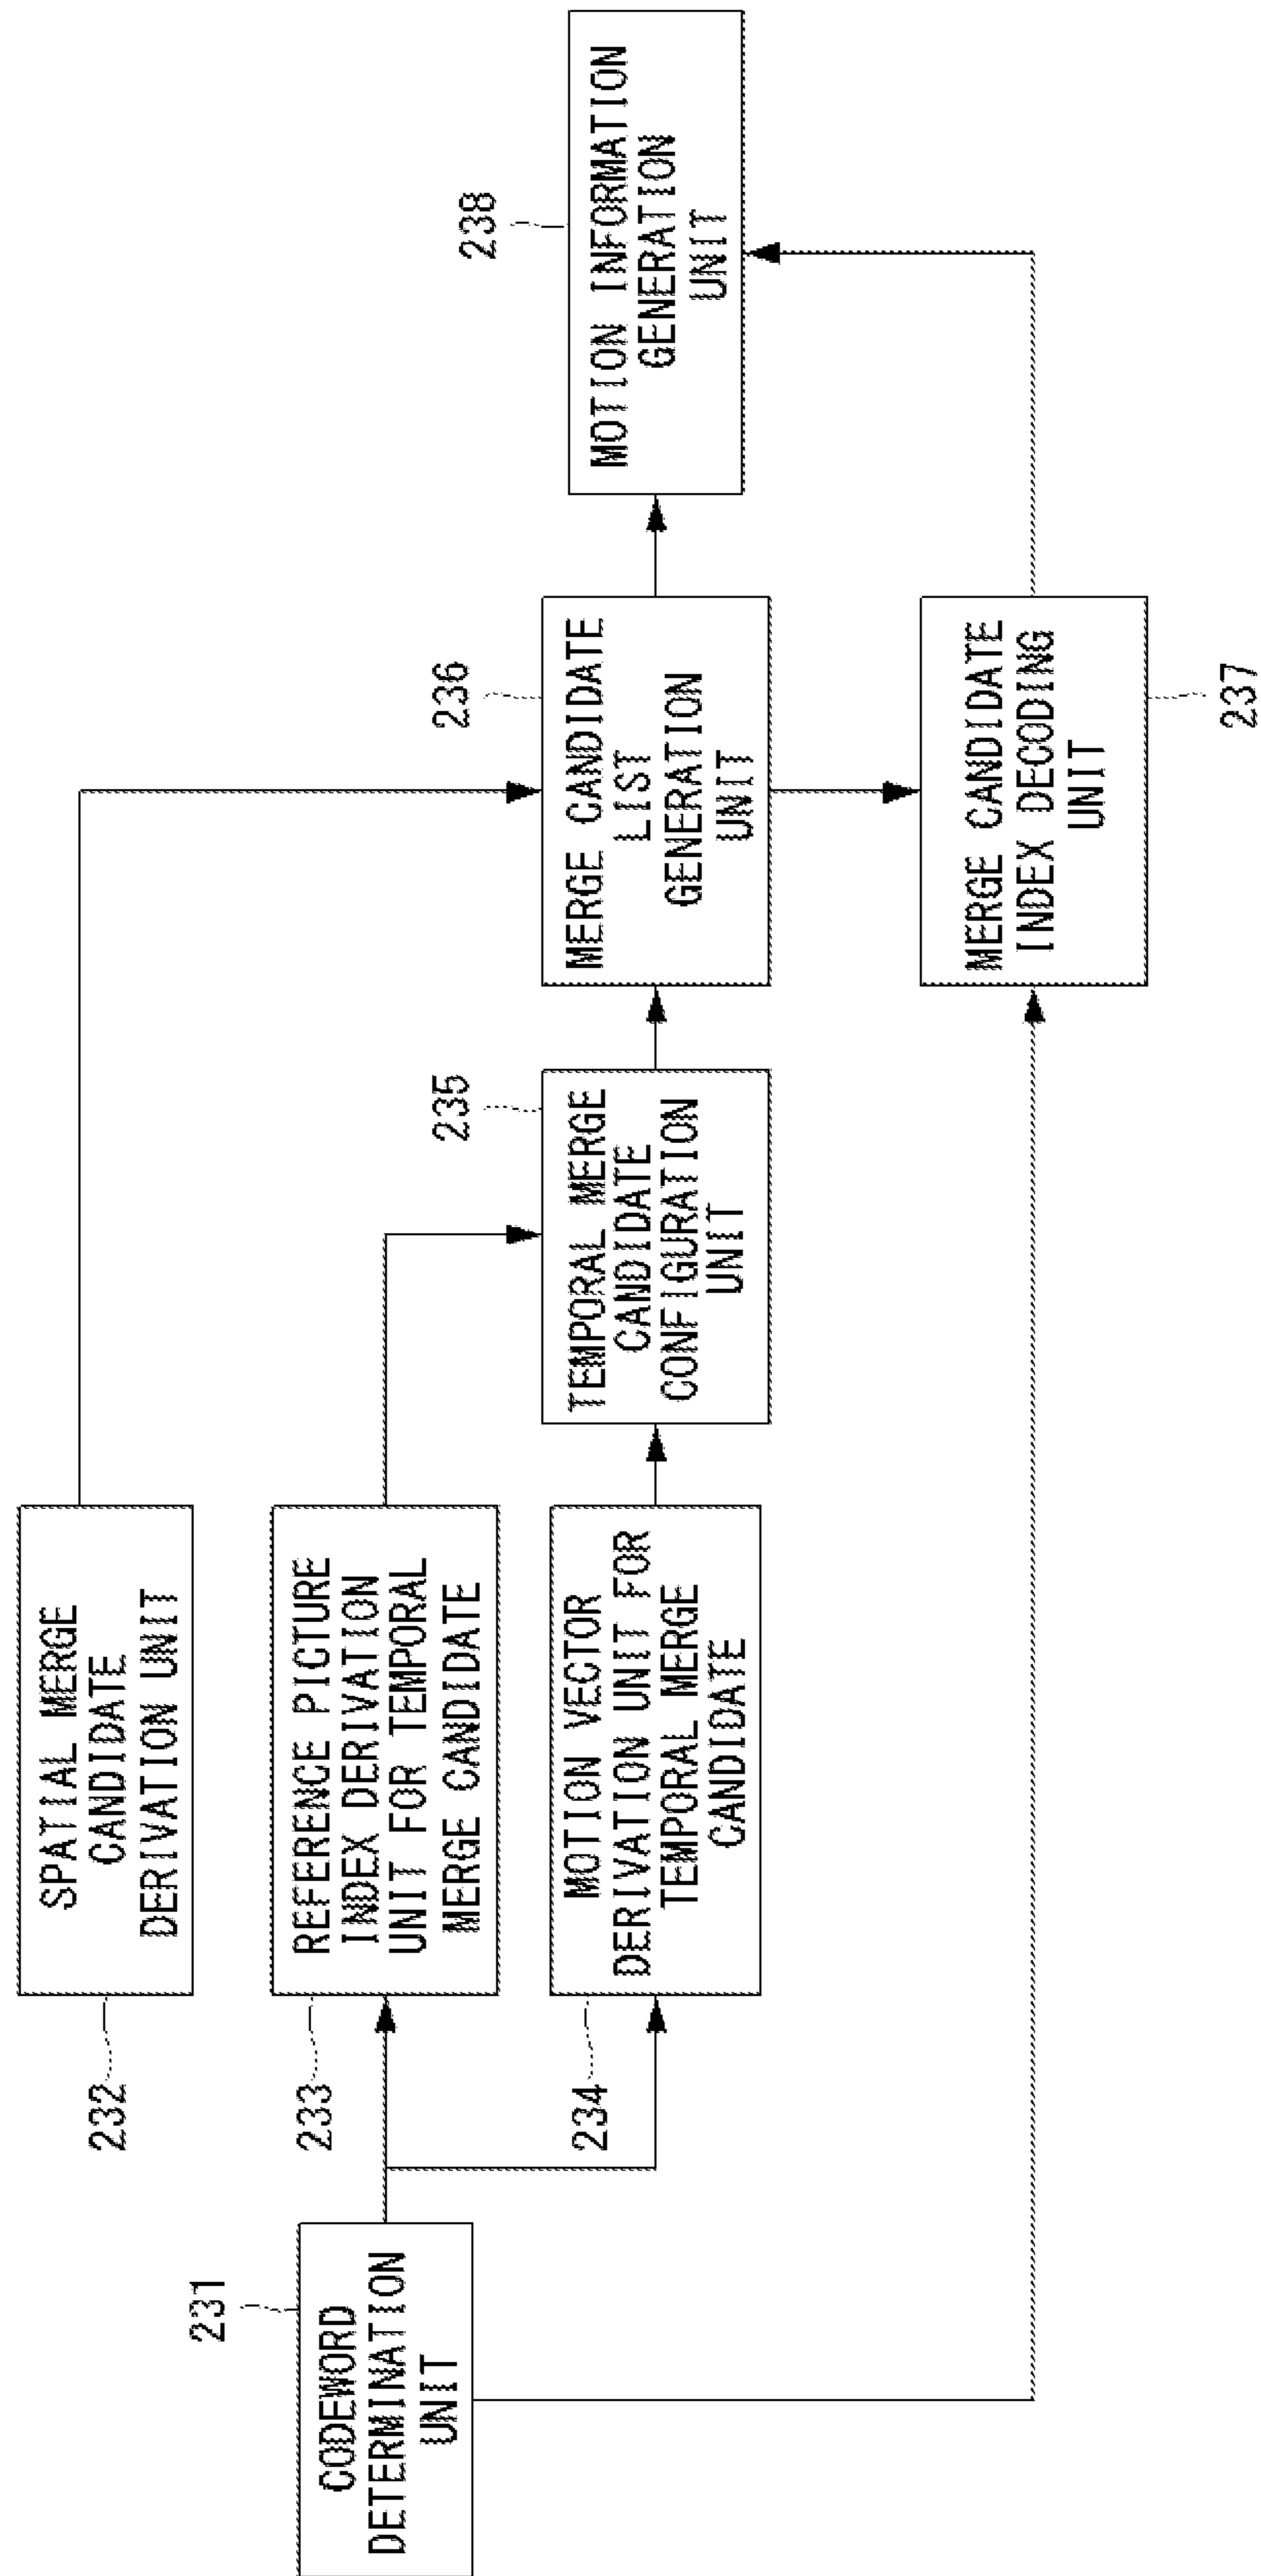 231
CODEWORD
DETERMINATION
UNIT
232
SPATIAL MERGE
CANDIDATE
DERIVATION UNIT
233
REFERENCE PICTURE
INDEX DERIVATION
UNIT FOR TEMPORAL
MERGE CANDIDATE
234
MOTION VECTOR
DERIVATION UNIT FOR
TEMPORAL MERGE
CANDIDATE
235
TEMPORAL MERGE
CANDIDATE
CONFIGURATION
UNIT
236
MERGE CANDIDATE
LIST
GENERATION
UNIT
MERGE CANDIDATE
INDEX DECODING
UNIT
237
238
MOTION INFORMATION
GENERATION
UNIT